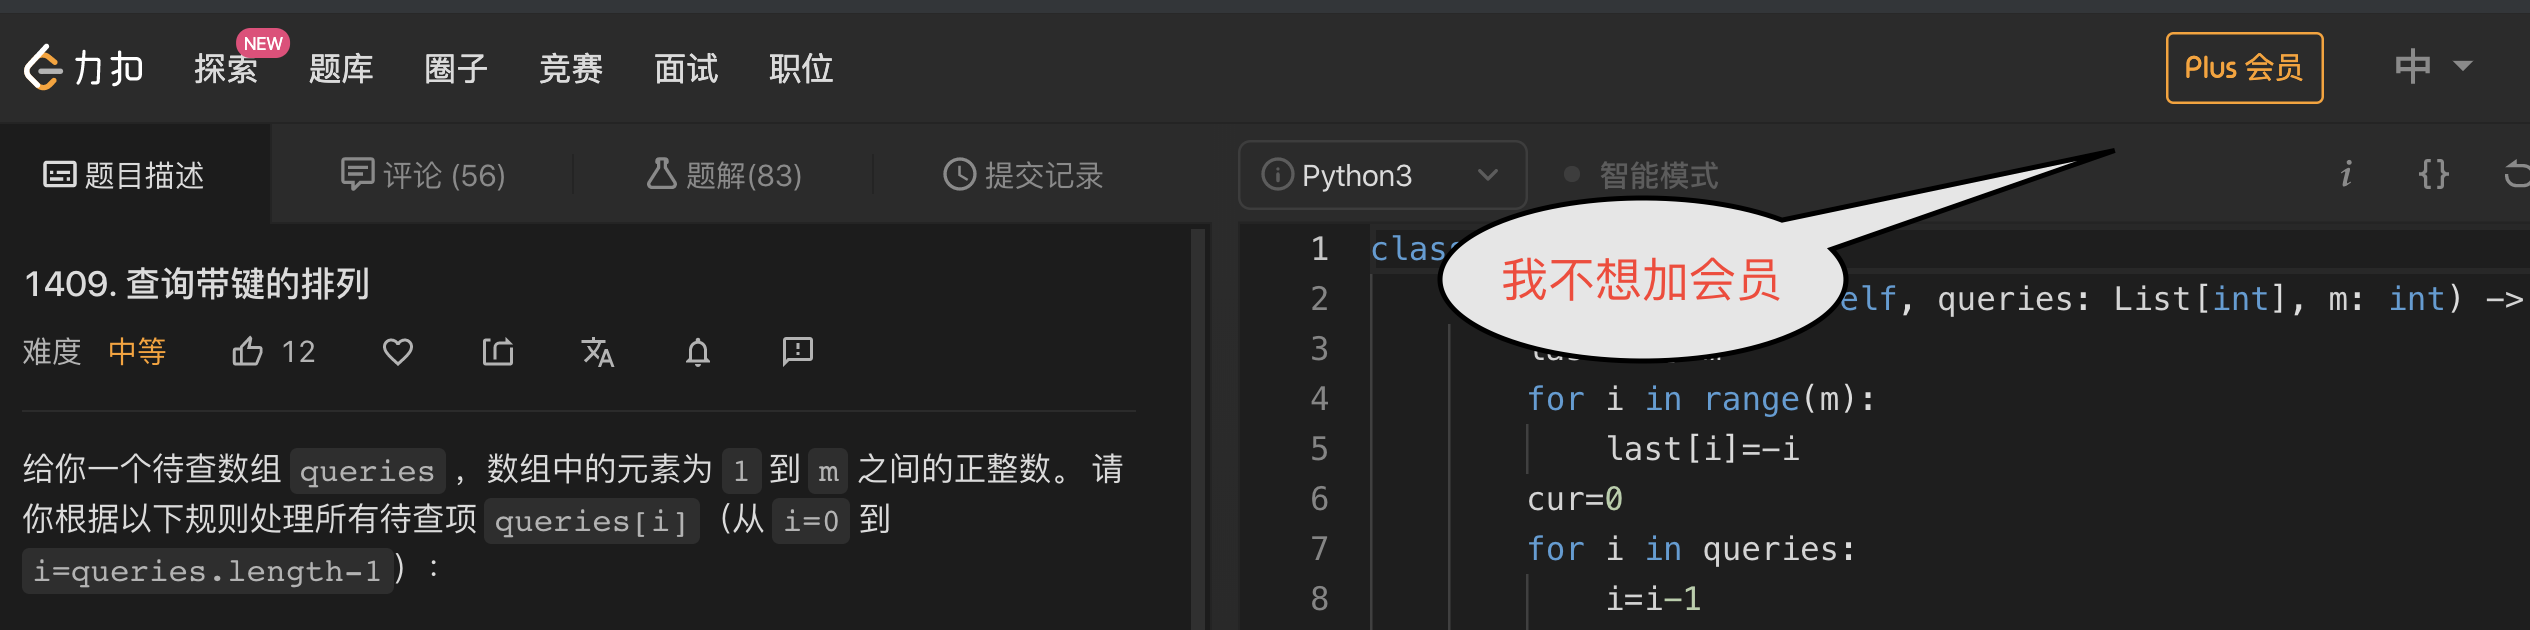 力扣 探索 NEW 题库 圈子 竞赛 面试 职位 Plus 会员 中
题目描述 评论 (56) 题解(83) 提交记录
Python3 智能模式 i {}
1409. 查询带键的排列
难度 中等 12
给你一个待查数组 queries ，数组中的元素为 1 到 m 之间的正整数。 请
你根据以下规则处理所有待查项 queries[i]（从 i=0 到
i=queries.length-1）：
我不想加会员
1 clas
2 elf, queries: List[int], m: int) ->
3
4 for i in range(m):
5 last[i]=-i
6 cur=0
7 for i in queries:
8 i=i-1